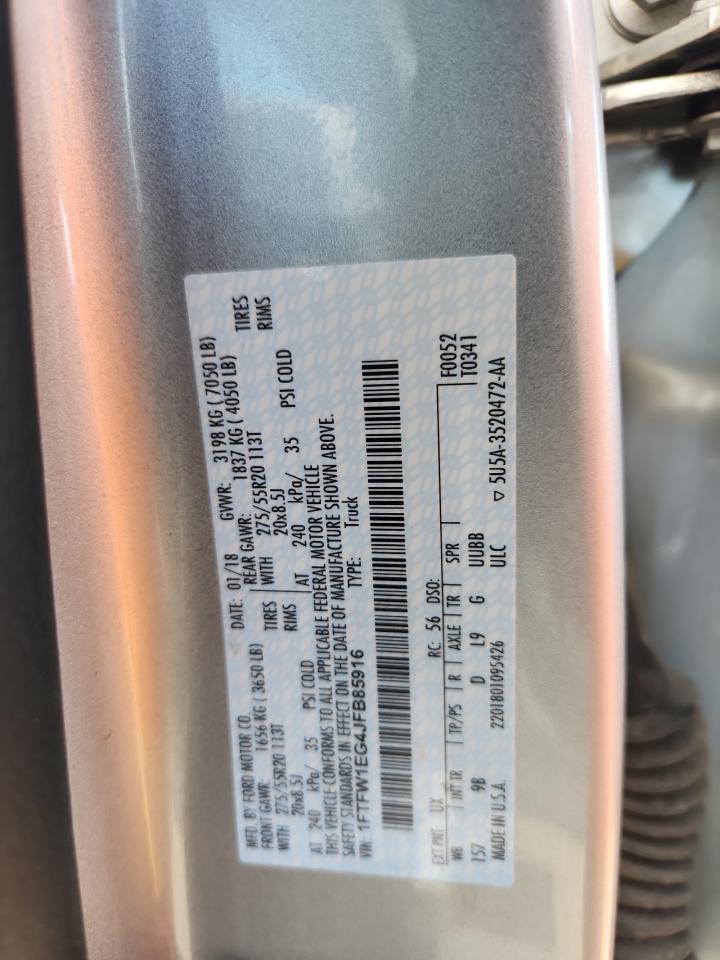 MFD. BY FORD MOTOR CO. DATE: 01/18 GVWR: 3198 KG ( 7050 LB)
FRONT GAWR: 1656 KG ( 3650 LB) REAR GAWR: 1837 KG ( 4050 LB)
WITH 275/55R20 113T TIRES WITH 275/55R20 113T TIRES
20x8.5J RIMS 20x8.5J RIMS
AT 240 kPa/ 35 PSI COLD AT 240 kPa/ 35 PSI COLD
THIS VEHICLE CONFORMS TO ALL APPLICABLE FEDERAL MOTOR VEHICLE
SAFETY STANDARDS IN EFFECT ON THE DATE OF MANUFACTURE SHOWN ABOVE.
VIN: 1FTFW1EG4JFB85916 TYPE: Truck
F0052
EXT PNT: UX RC: 56 DSO: T0341
WB INT TR TP/PS R AXLE TR SPR
157 9B D L9 G UUBB
MADE IN U.S.A. 2201801095426 ULC ▽ 5U5A-3520472-AA